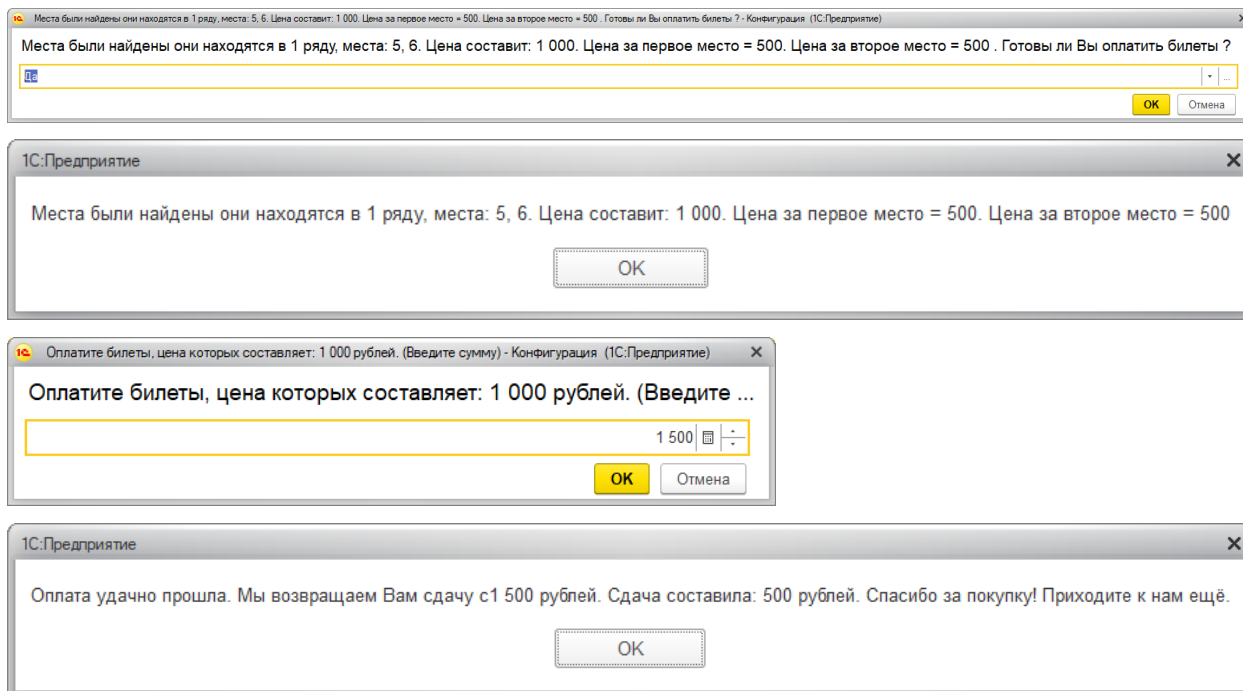 Места были найдены они находятся в 1 ряду, места: 5, 6. Цена составит: 1 000. Цена за первое место = 500. Цена за второе место = 500 . Готовы ли Вы оплатить билеты ? - Конфигурация (1С:Предприятие)
Места были найдены они находятся в 1 ряду, места: 5, 6. Цена составит: 1 000. Цена за первое место = 500. Цена за второе место = 500 . Готовы ли Вы оплатить билеты ?
Да
ОК Отмена
1С:Предприятие
Места были найдены они находятся в 1 ряду, места: 5, 6. Цена составит: 1 000. Цена за первое место = 500. Цена за второе место = 500
OK
Оплатите билеты, цена которых составляет: 1 000 рублей. (Введите сумму) - Конфигурация (1С:Предприятие)
Оплатите билеты, цена которых составляет: 1 000 рублей. (Введите ...
1 500
ОК Отмена
1С:Предприятие
Оплата удачно прошла. Мы возвращаем Вам сдачу с1 500 рублей. Сдача составила: 500 рублей. Спасибо за покупку! Приходите к нам ещё.
OK